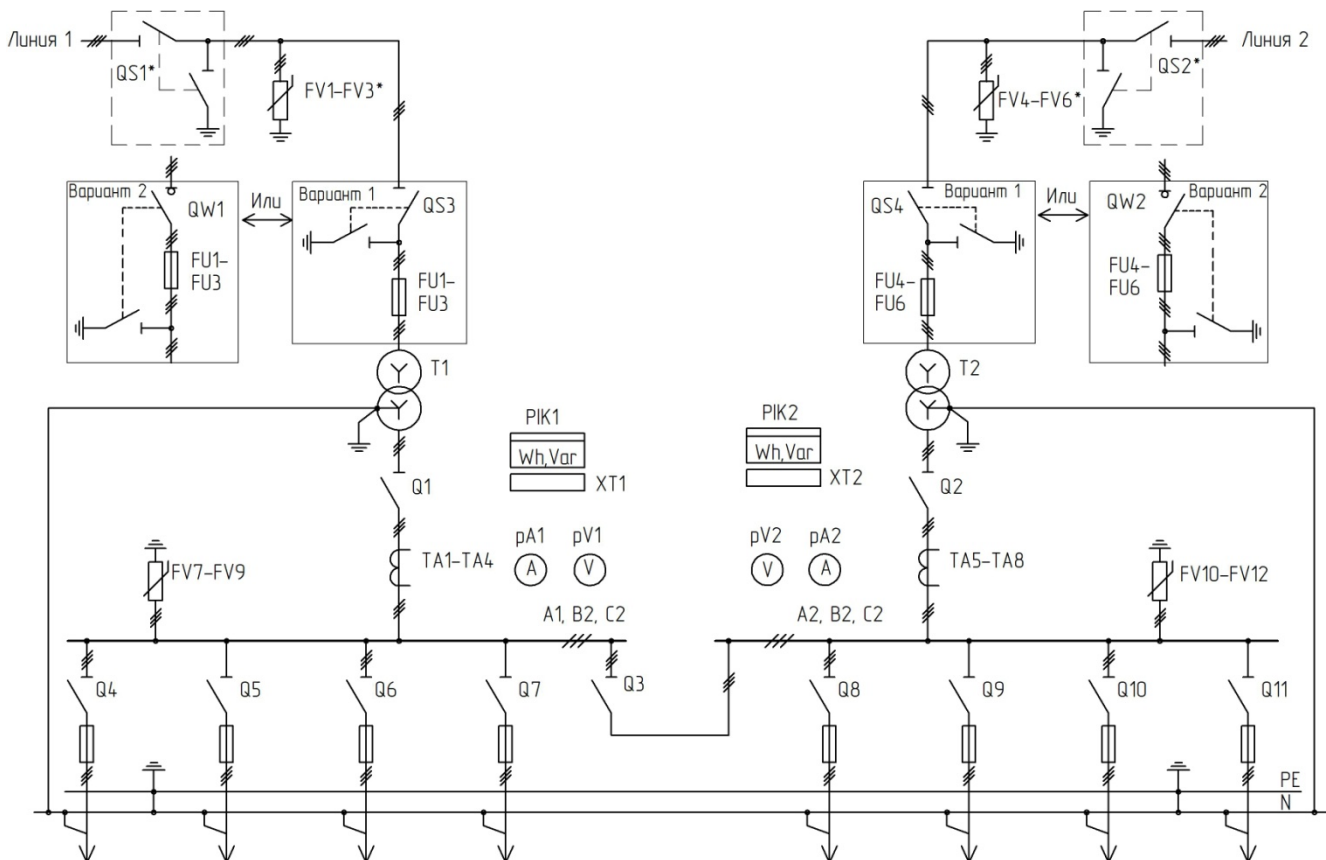 Линия 1
QS1*
FV1-FV3*
Линия 2
QS2*
FV4-FV6*
Вариант 2
QW1
FU1-
FU3
Или
Вариант 1
QS3
FU1-
FU3
QS4
Вариант 1
FU4-
FU6
Или
Вариант 2
QW2
FU4-
FU6
T1
T2
PIK1
Wh,Var
XT1
PIK2
Wh,Var
XT2
Q1
Q2
TA1-TA4
pA1
A
pV1
V
pV2
V
pA2
A
TA5-TA8
FV7-FV9
FV10-FV12
A1, B2, C2
A2, B2, C2
Q4
Q5
Q6
Q7
Q3
Q8
Q9
Q10
Q11
PE
N